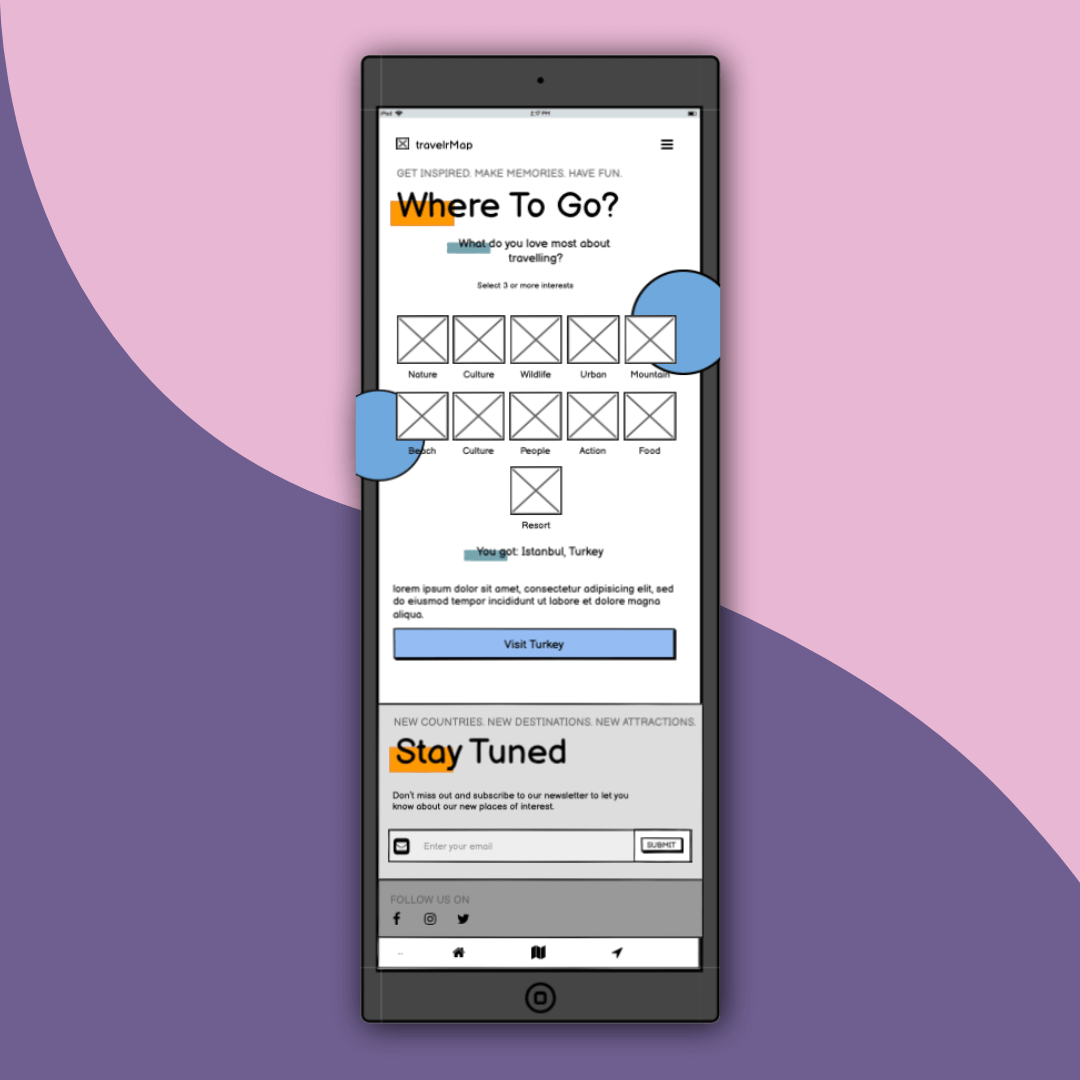 iPad 2:17 PM
travelrMap
GET INSPIRED. MAKE MEMORIES. HAVE FUN.
Where To Go?
What do you love most about
travelling?
Select 3 or more interests
Nature Culture Wildlife Urban Mountain
Beach Culture People Action Food
Resort
You got: Istanbul, Turkey
lorem ipsum dolor sit amet, consectetur adipisicing elit, sed
do eiusmod tempor incididunt ut labore et dolore magna
aliqua.
Visit Turkey
NEW COUNTRIES. NEW DESTINATIONS. NEW ATTRACTIONS.
Stay Tuned
Don't miss out and subscribe to our newsletter to let you
know about our new places of interest.
Enter your email SUBMIT
FOLLOW US ON